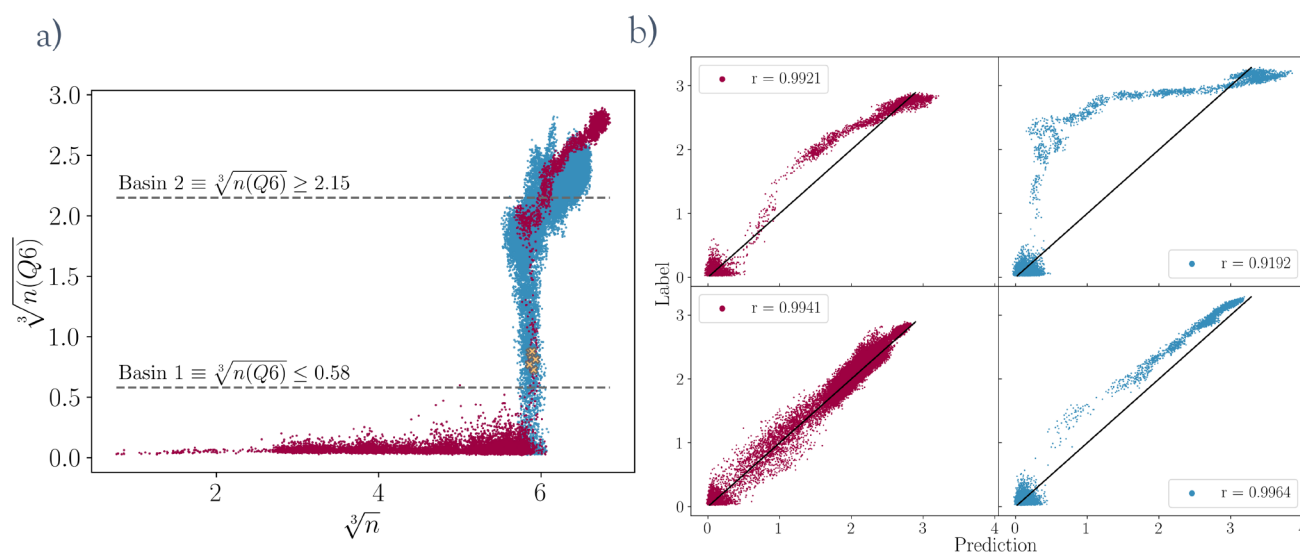 a)
3.0
2.5
2.0
1.5
1.0
0.5
0.0
∛n(Q6)
Basin 2 ≡ ∛n(Q6) ≥ 2.15
Basin 1 ≡ ∛n(Q6) ≤ 0.58
2
4
6
∛n
b)
r = 0.9921
3
2
1
0
r = 0.9192
Label
r = 0.9941
3
2
1
0
r = 0.9964
0
1
2
3
4
0
1
2
3
Prediction